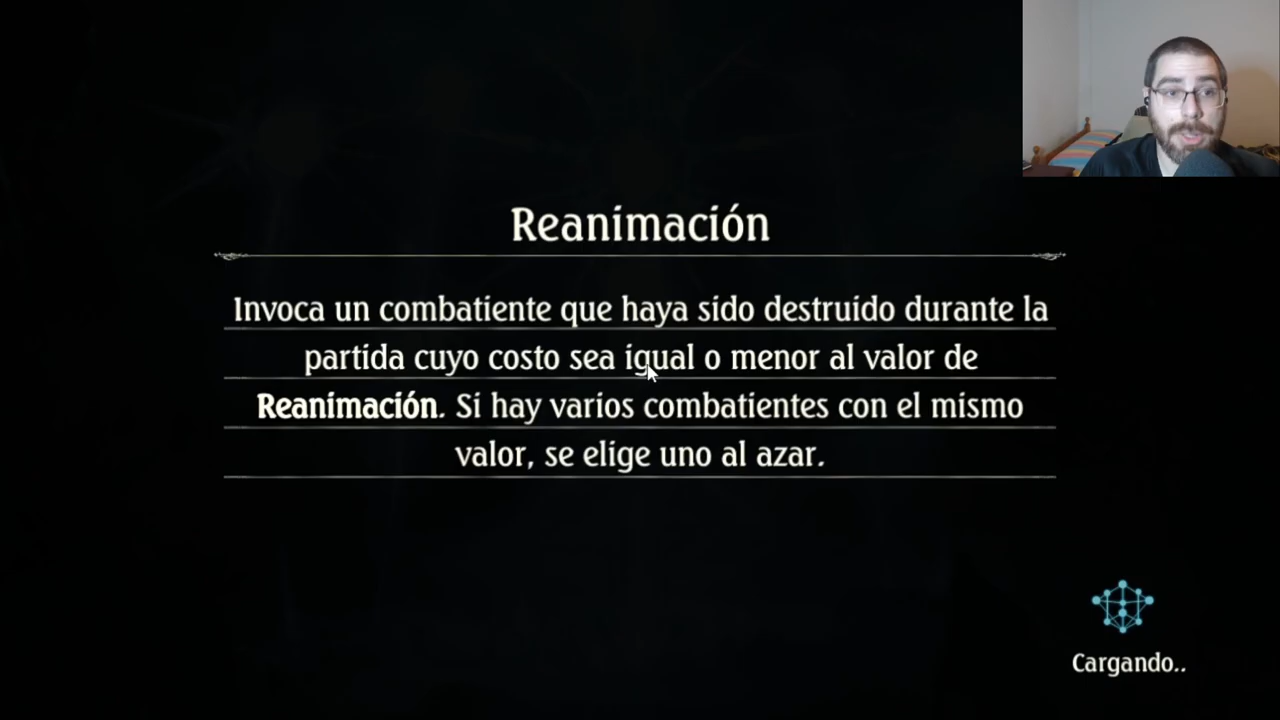 Reanimación
Invoca un combatiente que haya sido destruido durante la
partida cuyo costo sea igual o menor al valor de
Reanimación. Si hay varios combatientes con el mismo
valor, se elige uno al azar.
Cargando..